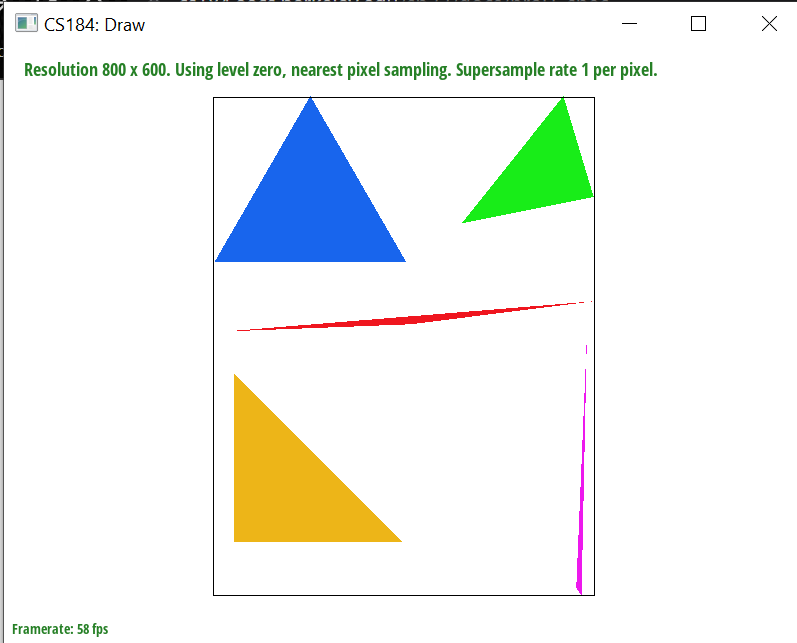 CS184: Draw
Resolution 800 x 600. Using level zero, nearest pixel sampling. Supersample rate 1 per pixel.
Framerate: 58 fps